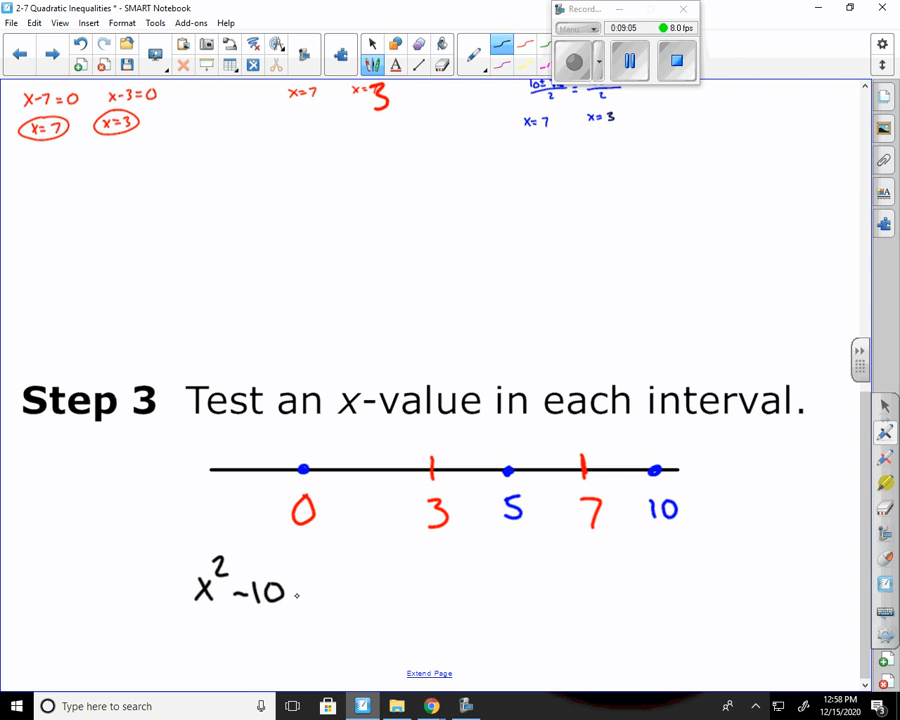 2-7 Quadratic Inequalities * - SMART Notebook
Record...
File Edit View Insert Format Tools Add-ons Help
Menu 0:09:05 8.0 fps
x-7=0 x-3=0 x=7 x=3
2 = 2
x=7 x=3 x=7 x=3
Step 3 Test an x-value in each interval.
0 3 5 7 10
x² -10
Extend Page
Type here to search
12:58 PM
12/15/2020
3